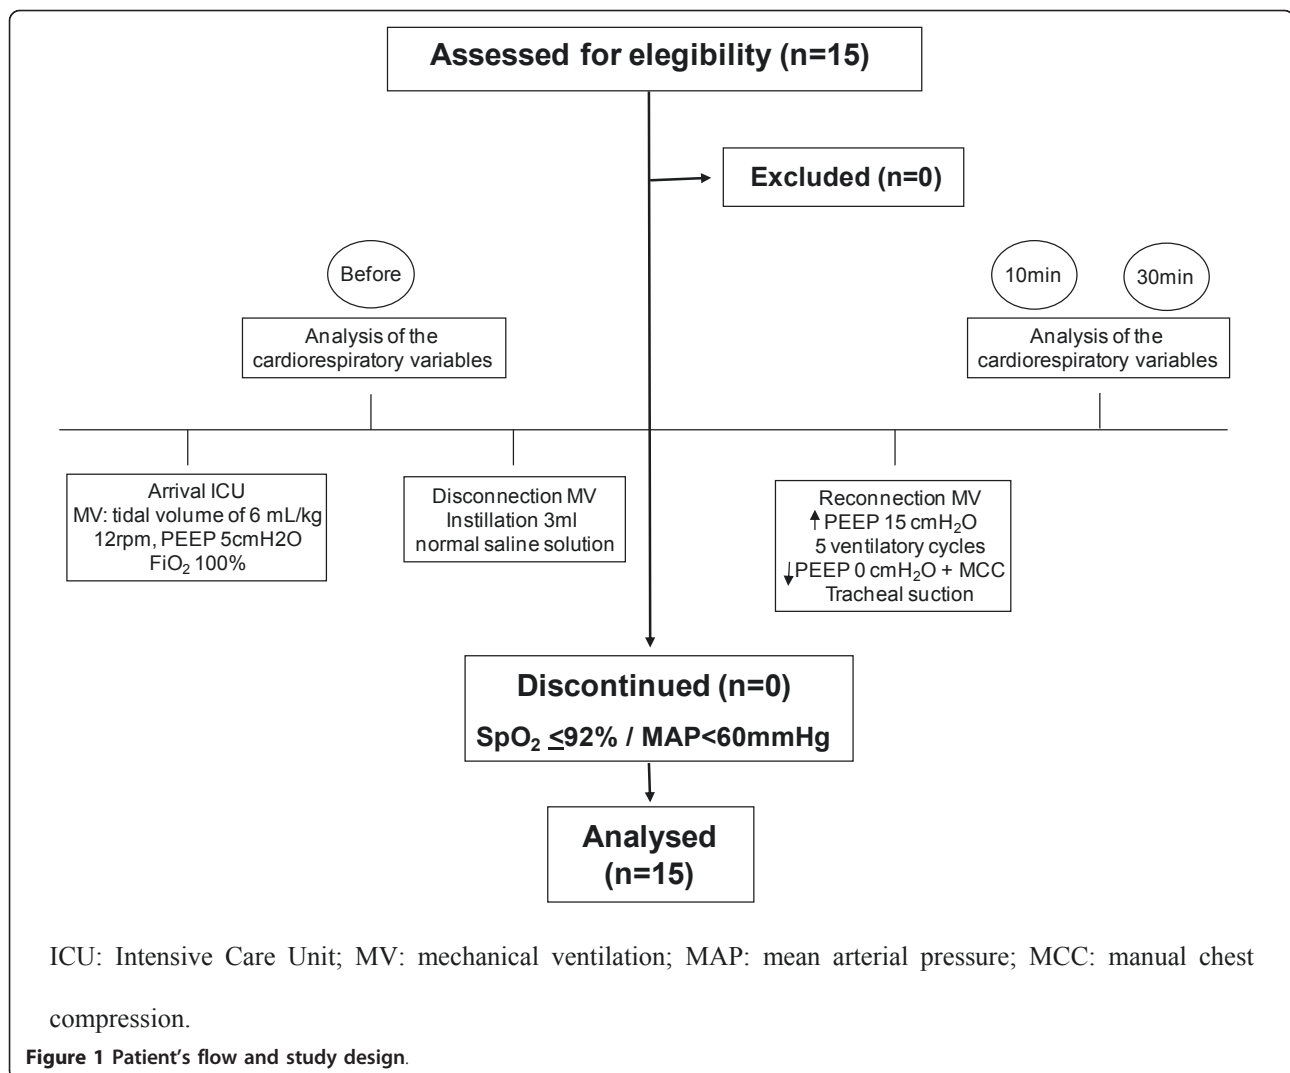 Assessed for elegibility (n=15)
Excluded (n=0)
Before
10min
30min
Analysis of the
cardiorespiratory variables
Analysis of the
cardiorespiratory variables
Arrival ICU
MV: tidal volume of 6 mL/kg
12rpm, PEEP 5cmH2O
FiO₂ 100%
Disconnection MV
Instillation 3ml
normal saline solution
Reconnection MV
↑PEEP 15 cmH₂O
5 ventilatory cycles
↓PEEP 0 cmH₂O + MCC
Tracheal suction
Discontinued (n=0)
SpO₂ ≤92% / MAP<60mmHg
Analysed
(n=15)
ICU: Intensive Care Unit; MV: mechanical ventilation; MAP: mean arterial pressure; MCC: manual chest
compression.
Figure 1 Patient's flow and study design.